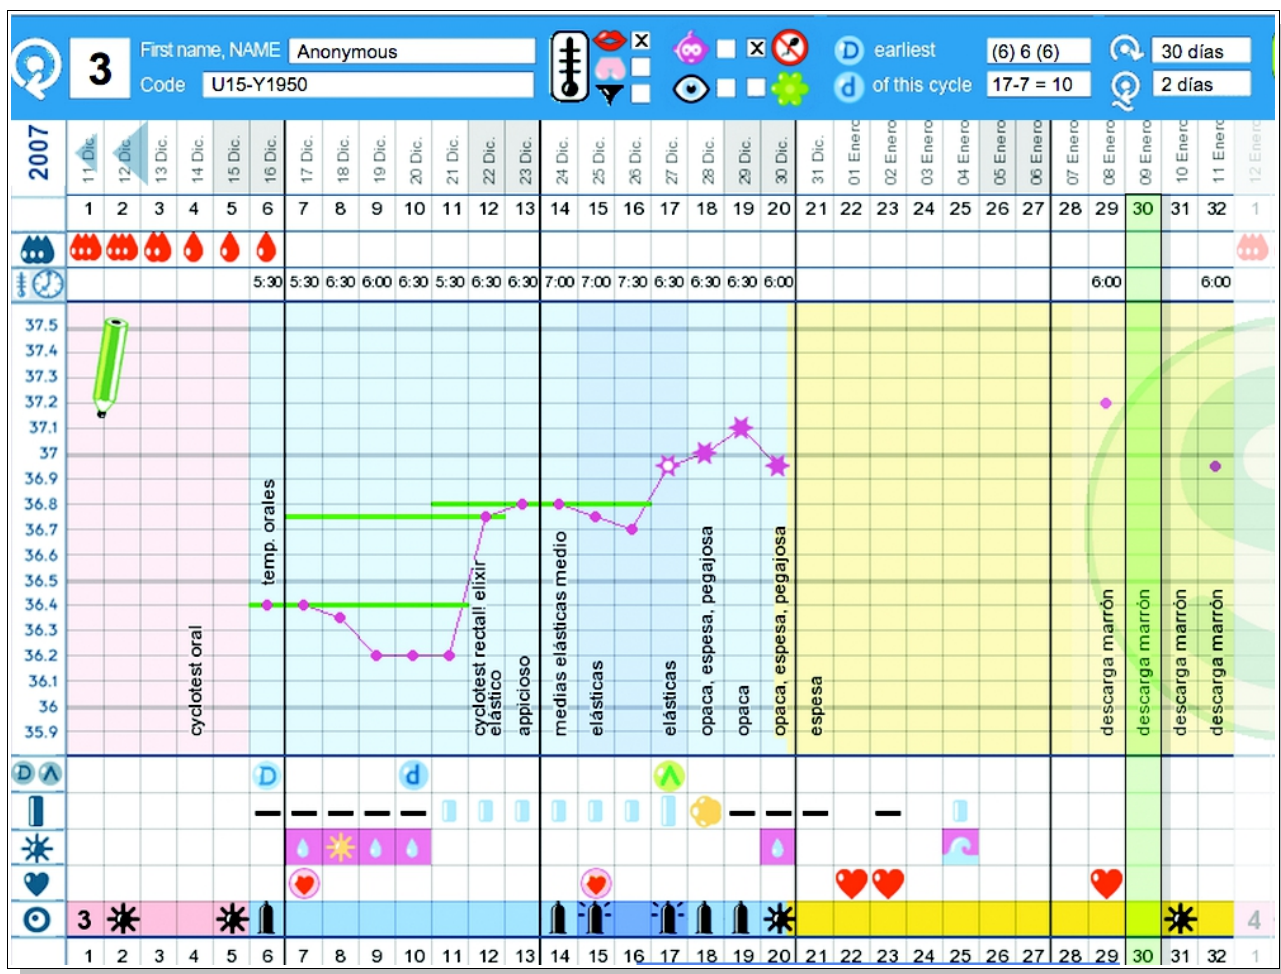 3
First name, NAME Anonymous
Code U15-Y1950
D earliest (6) 6 (6)
d of this cycle 17-7 = 10
30 días
2 días
X
X
2007
11 Dic.
12 Dic.
13 Dic.
14 Dic.
15 Dic.
16 Dic.
17 Dic.
18 Dic.
19 Dic.
20 Dic.
21 Dic.
22 Dic.
23 Dic.
24 Dic.
25 Dic.
26 Dic.
27 Dic.
28 Dic.
29 Dic.
30 Dic.
31 Dic.
01 Enero
02 Enero
03 Enero
04 Enero
05 Enero
06 Enero
07 Enero
08 Enero
09 Enero
10 Enero
11 Enero
12 Enero
1 2 3 4 5 6 7 8 9 10 11 12 13 14 15 16 17 18 19 20 21 22 23 24 25 26 27 28 29 30 31 32 1
5:30 5:30 6:30 6:00 6:30 5:30 6:30 6:30 7:00 7:00 7:30 6:30 6:30 6:30 6:00 6:00 6:00
37.5
37.4
37.3
37.2
37.1
37
36.9
36.8
36.7
36.6
36.5
36.4
36.3
36.2
36.1
36
35.9
cyclotest oral
temp. orales
cyclotest rectal! elixir
elástico
appicioso
medias elásticas medio
elásticas
elásticas
opaca, espesa, pegajosa
opaca
opaca, espesa, pegajosa
espesa
descarga marrón
descarga marrón
descarga marrón
descarga marrón
D Λ D d Λ
3 4
1 2 3 4 5 6 7 8 9 10 11 12 13 14 15 16 17 18 19 20 21 22 23 24 25 26 27 28 29 30 31 32 1